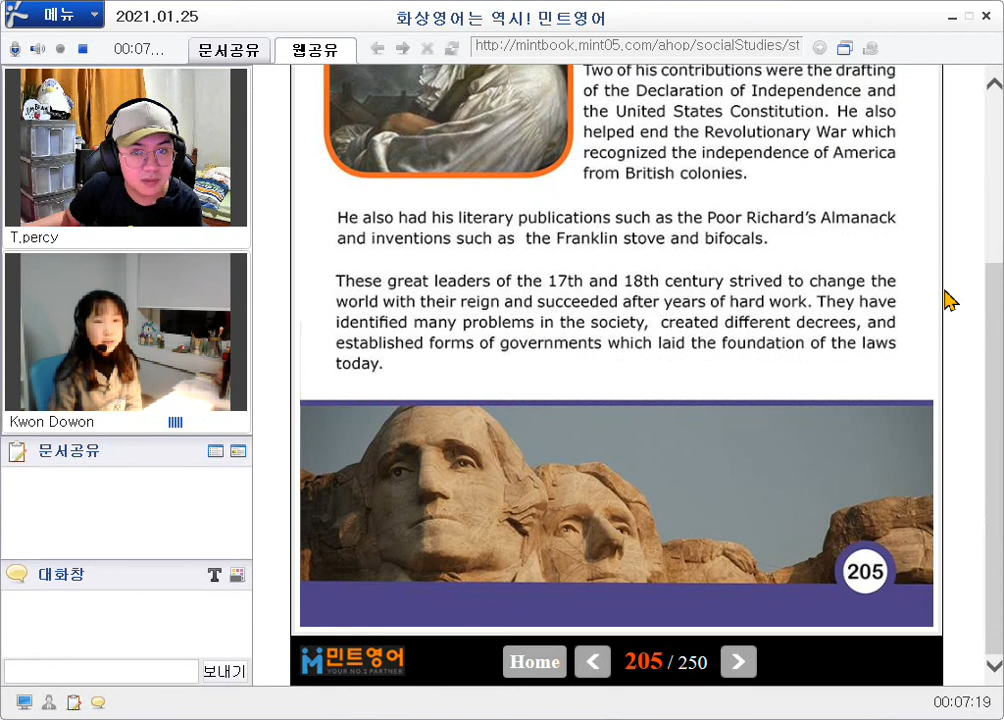 메뉴
2021.01.25
화상영어는 역시! 민트영어
00:07...
문서공유
웹공유
http://mintbook.mint05.com/ahop/socialStudies/st
T.percy
Kwon Dowon
문서공유
대화창
보내기
Two of his contributions were the drafting
of the Declaration of Independence and
the United States Constitution. He also
helped end the Revolutionary War which
recognized the independence of America
from British colonies.
He also had his literary publications such as the Poor Richard's Almanack
and inventions such as the Franklin stove and bifocals.
These great leaders of the 17th and 18th century strived to change the
world with their reign and succeeded after years of hard work. They have
identified many problems in the society, created different decrees, and
established forms of governments which laid the foundation of the laws
today.
205
민트영어
YOUR NO.1 PARTNER
Home
<
205 / 250
>
00:07:19